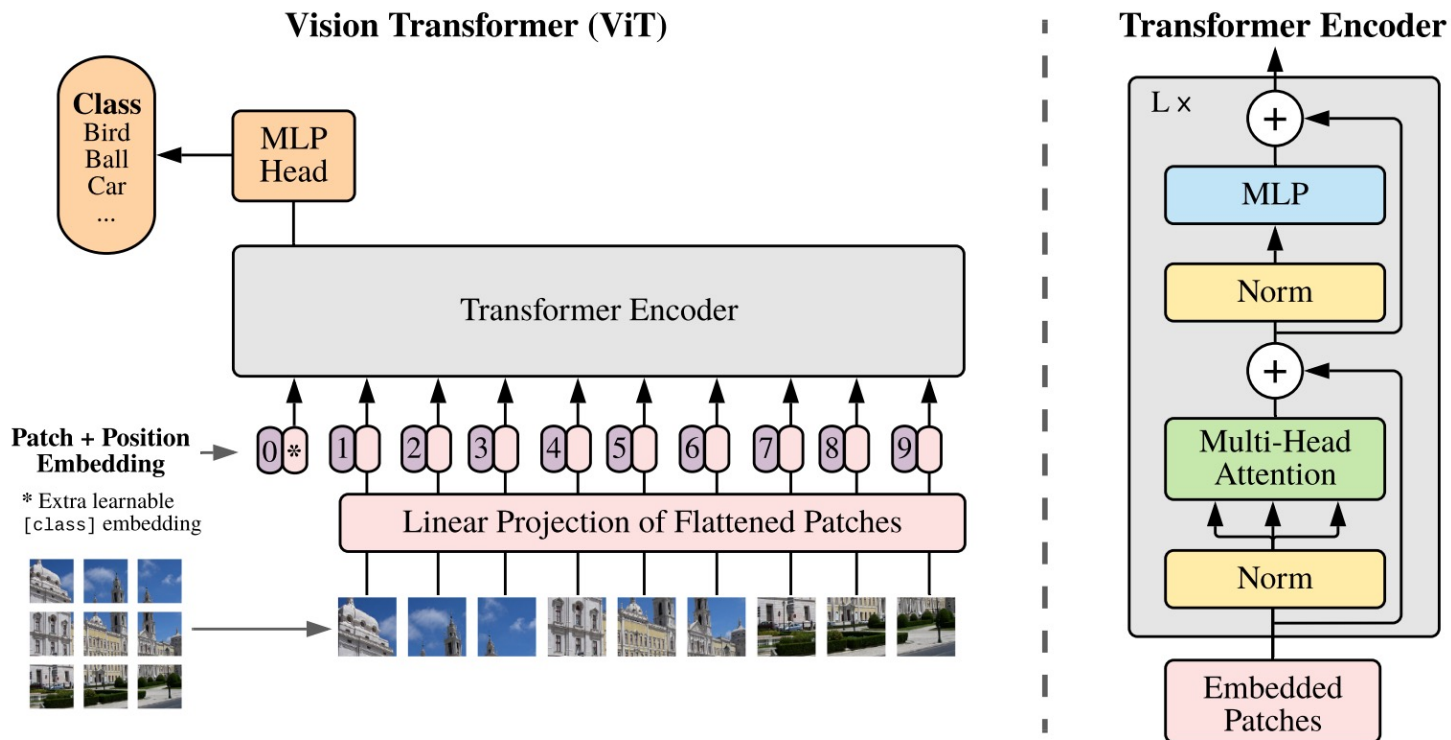 Vision Transformer (ViT)
Class
Bird
Ball
Car
...
MLP
Head
Transformer Encoder
Patch + Position
Embedding
* Extra learnable
[class] embedding
0 * 1 2 3 4 5 6 7 8 9
Linear Projection of Flattened Patches
Transformer Encoder
L x
+
MLP
Norm
+
Multi-Head
Attention
Norm
Embedded
Patches